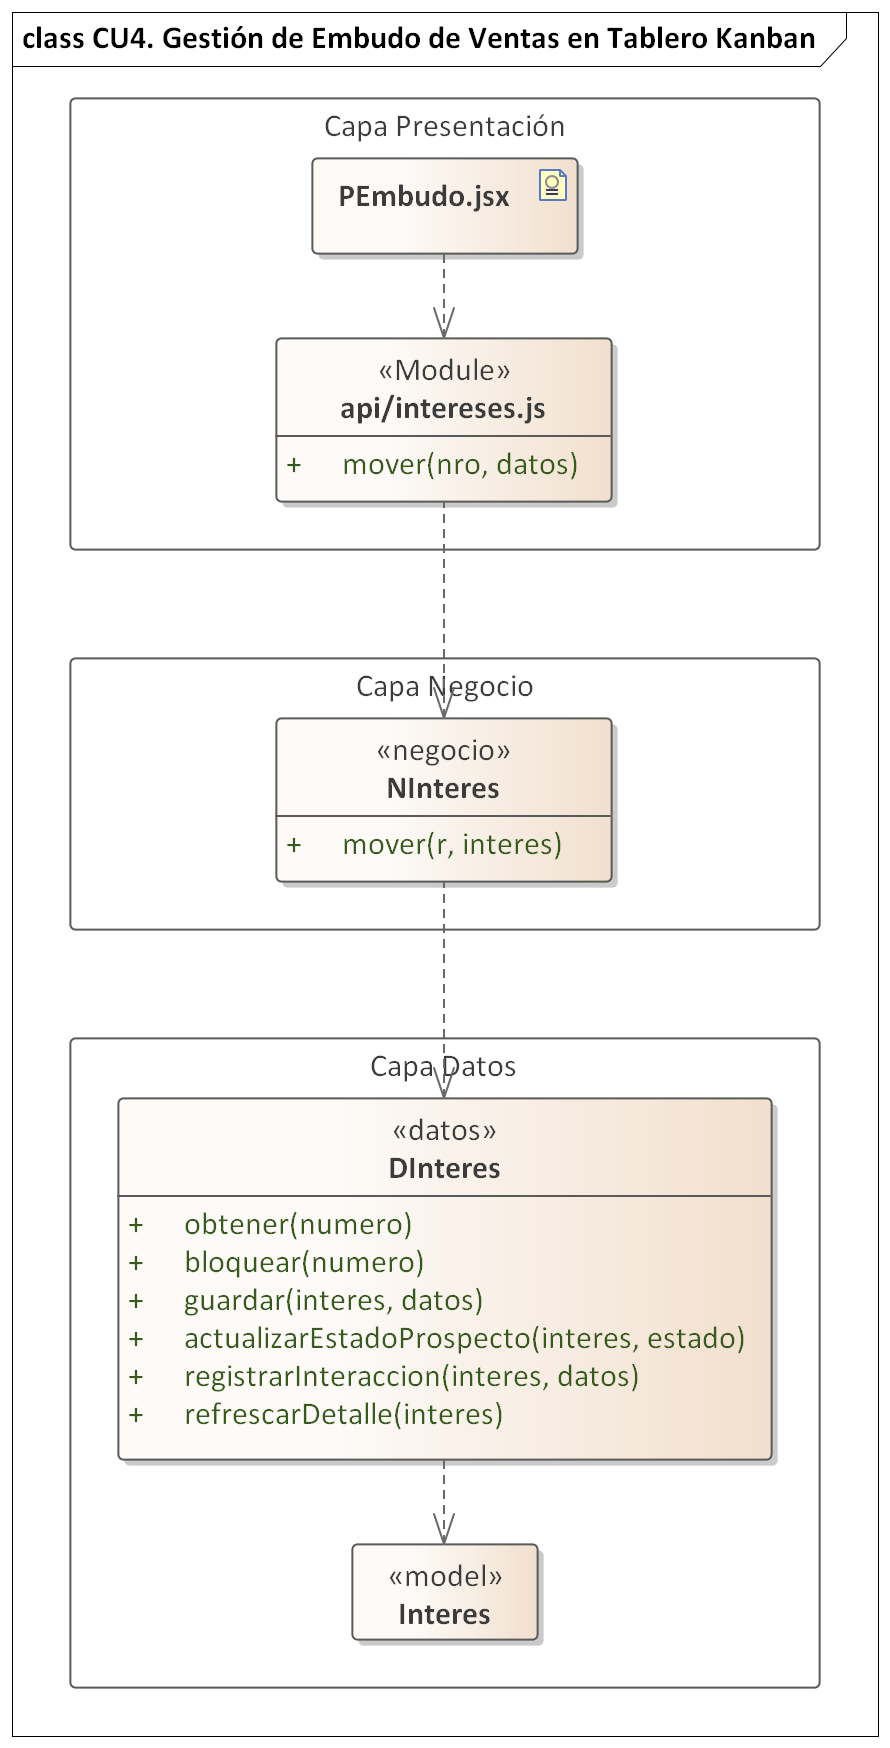 class CU4. Gestión de Embudo de Ventas en Tablero Kanban
Capa Presentación
PEmbudo.jsx
«Module»
api/intereses.js
+ mover(nro, datos)
Capa Negocio
«negocio»
NInteres
+ mover(r, interes)
Capa Datos
«datos»
DInteres
+ obtener(numero)
+ bloquear(numero)
+ guardar(interes, datos)
+ actualizarEstadoProspecto(interes, estado)
+ registrarInteraccion(interes, datos)
+ refrescarDetalle(interes)
«model»
Interes